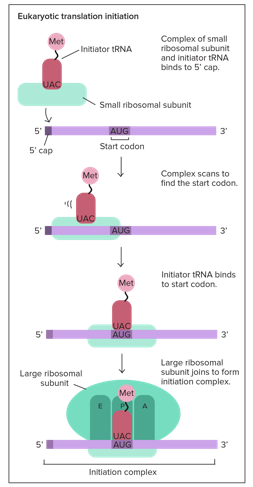 Eukaryotic translation initiation
Met
Initiator tRNA
UAC
Complex of small
ribosomal subunit
and initiator tRNA
binds to 5' cap.
Small ribosomal subunit
5'
AUG
3'
5' cap
Start codon
Met
Complex scans to
find the start codon.
UAC
5'
AUG
3'
Met
Initiator tRNA binds
to start codon.
UAC
5'
AUG
3'
Large ribosomal
subunit
Large ribosomal
subunit joins to form
initiation complex.
Met
E
P
A
UAC
5'
AUG
3'
Initiation complex